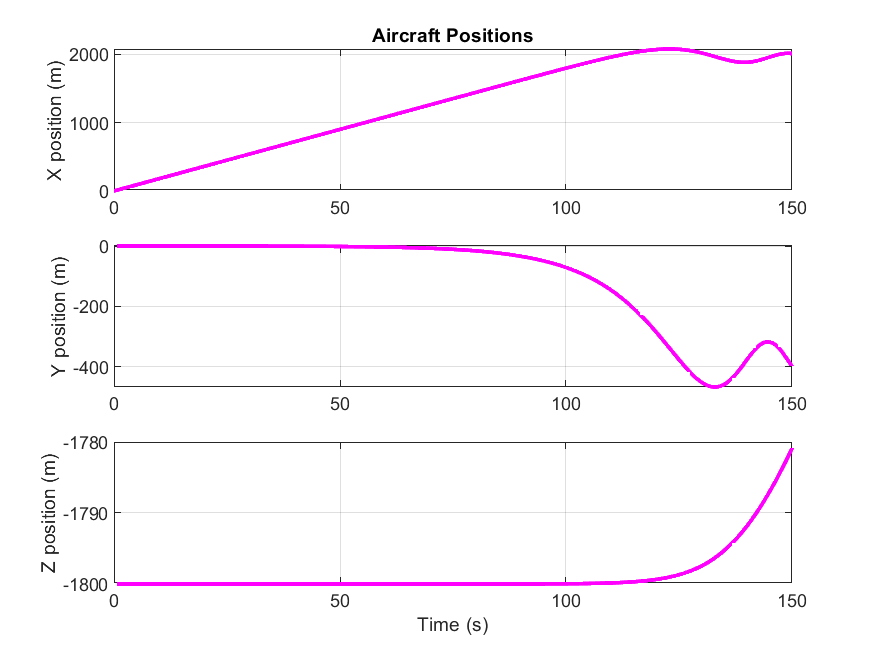 Aircraft Positions
X position (m)
2000
1000
0
0 50 100 150
Y position (m)
0
-200
-400
0 50 100 150
Z position (m)
-1780
-1790
-1800
0 50 100 150
Time (s)